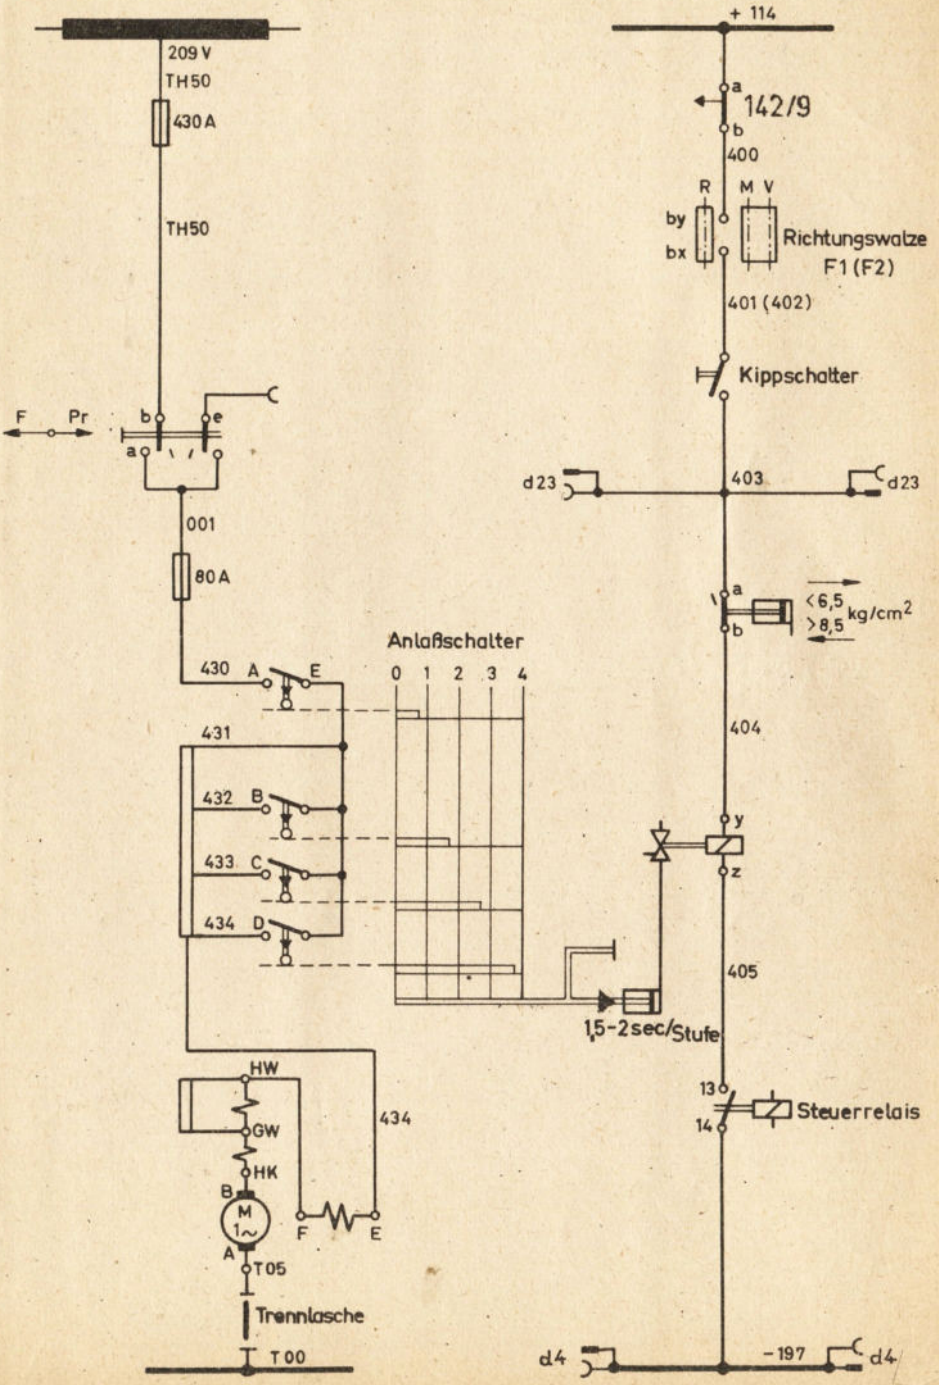 209 V
TH50
430 A
TH50
F Pr
b e
a
001
80 A
Anlaßschalter
0 1 2 3 4
430 A E
431
432 B
433 C
434 D
1,5-2 sec/Stufe
HW
GW
HK
B
M
1~
A
T 05
F E
434
Trennlasche
T 00
+ 114
a
142/9
b
400
R M V
by
bx
Richtungswalze
F1 (F2)
401 (402)
Kippschalter
d23 403 d23
a
<6,5
>8,5 kg/cm²
b
404
y
z
405
13
14
Steuerrelais
d4 -197 d4